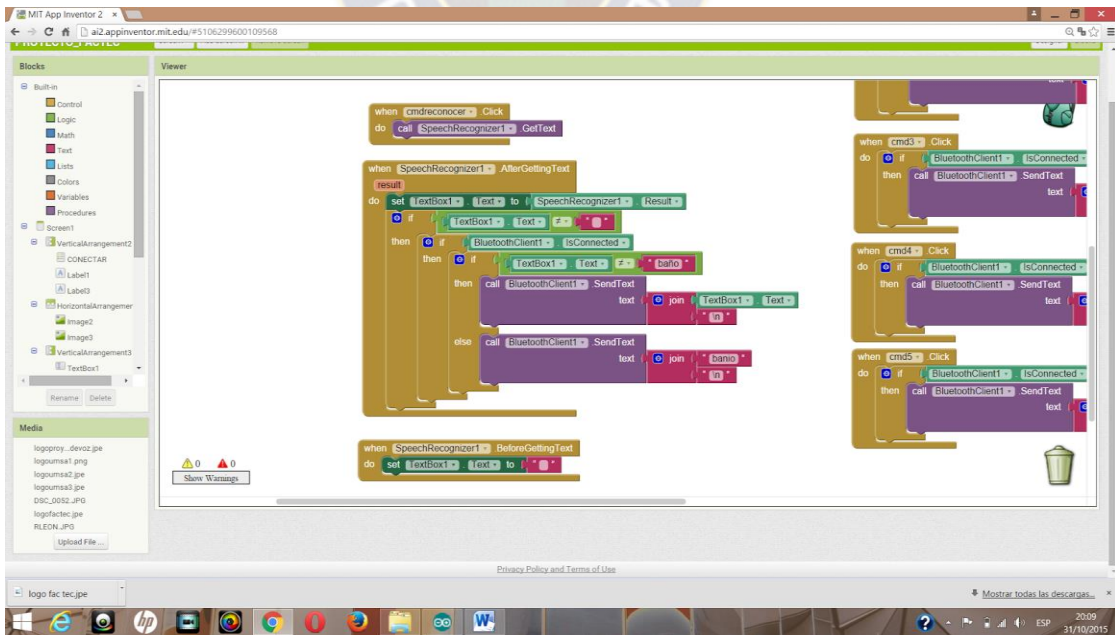 MIT App Inventor 2
ai2.appinventor.mit.edu/#5106299600109568
PROYECTO_FACTEC
Blocks
Viewer
Built-in
Control
Logic
Math
Text
Lists
Colors
Variables
Procedures
Screen1
VerticalArrangement2
CONECTAR
Label1
Label3
HorizontalArrangemer
Image2
Image3
VerticalArrangement3
TextBox1
Rename Delete
Media
logoproy...devoz.jpe
logoumsa1.png
logoumsa2.jpe
logoumsa3.jpe
DSC_0052.JPG
logofactec.jpe
RLEON.JPG
Upload File ...
when cmdreconocer .Click
do call SpeechRecognizer1 .GetText
when SpeechRecognizer1 .AfterGettingText
result
do set TextBox1 . Text to SpeechRecognizer1 . Result
if TextBox1 . Text ≠ " "
then if BluetoothClient1 . IsConnected
then if TextBox1 . Text ≠ " baño "
then call BluetoothClient1 .SendText
text join TextBox1 . Text
" \n "
else call BluetoothClient1 .SendText
text join " banio "
" \n "
when SpeechRecognizer1 .BeforeGettingText
do set TextBox1 . Text to " "
0 0
Show Warnings
text
when cmd3 .Click
do if BluetoothClient1 . IsConnected
then call BluetoothClient1 .SendText
text
when cmd4 .Click
do if BluetoothClient1 . IsConnected
then call BluetoothClient1 .SendText
text
when cmd5 .Click
do if BluetoothClient1 . IsConnected
then call BluetoothClient1 .SendText
text
Privacy Policy and Terms of Use
logo fac tec.jpe
Mostrar todas las descargas...
ESP
20:09
31/10/2015